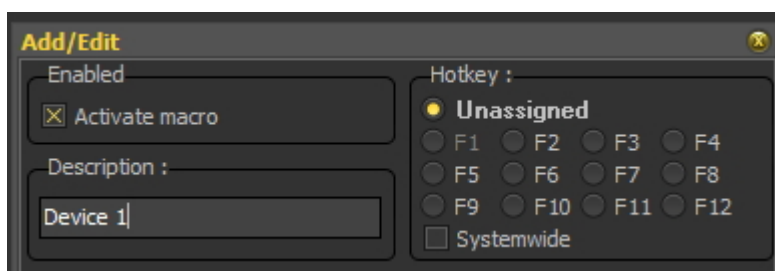 Add/Edit
Enabled
Activate macro
Description :
Device 1
Hotkey :
Unassigned
F1 F2 F3 F4
F5 F6 F7 F8
F9 F10 F11 F12
Systemwide